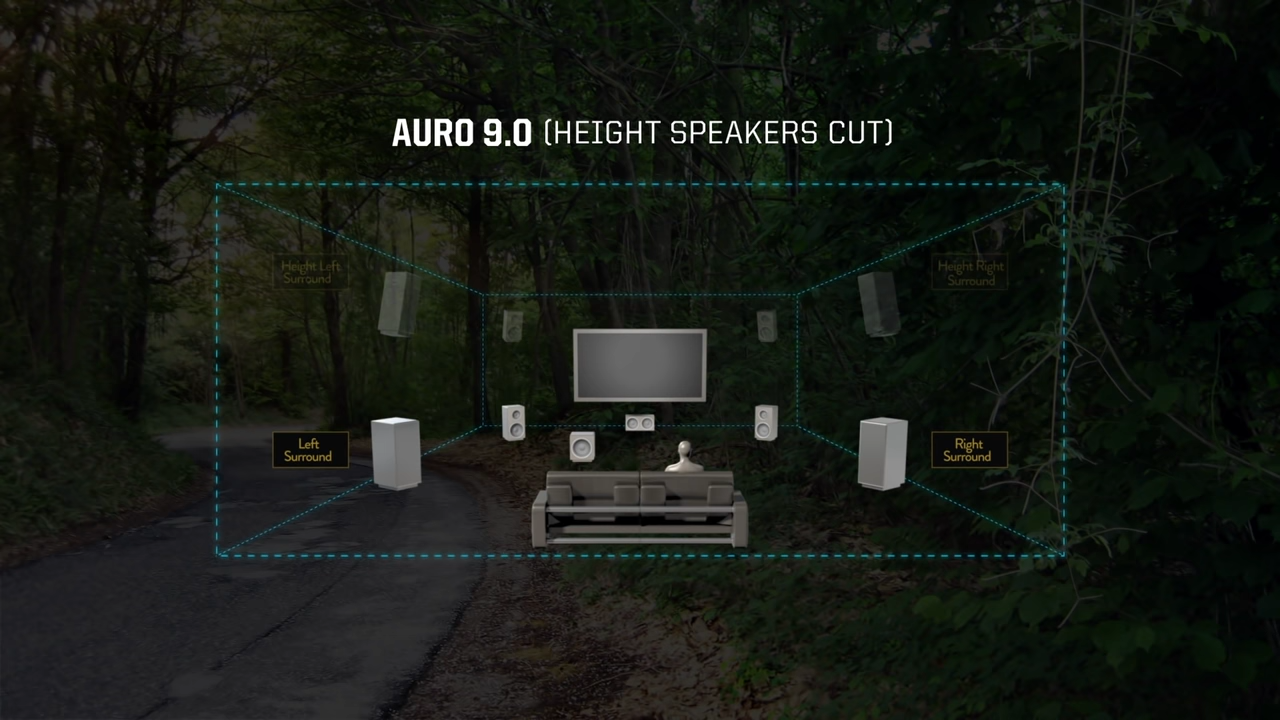 AURO 9.0 (HEIGHT SPEAKERS CUT)
Height Left
Surround
Height Right
Surround
Left
Surround
Right
Surround